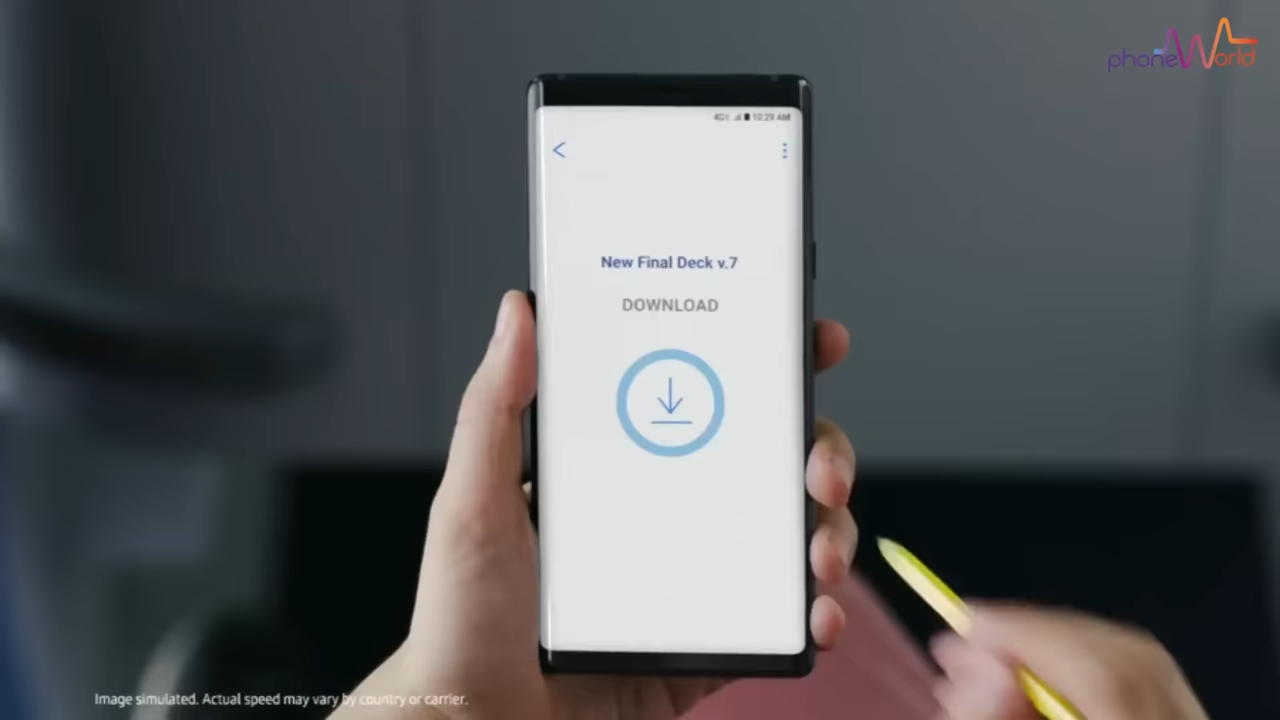 phoneWorld
10:29 AM
New Final Deck v.7
DOWNLOAD
Image simulated. Actual speed may vary by country or carrier.